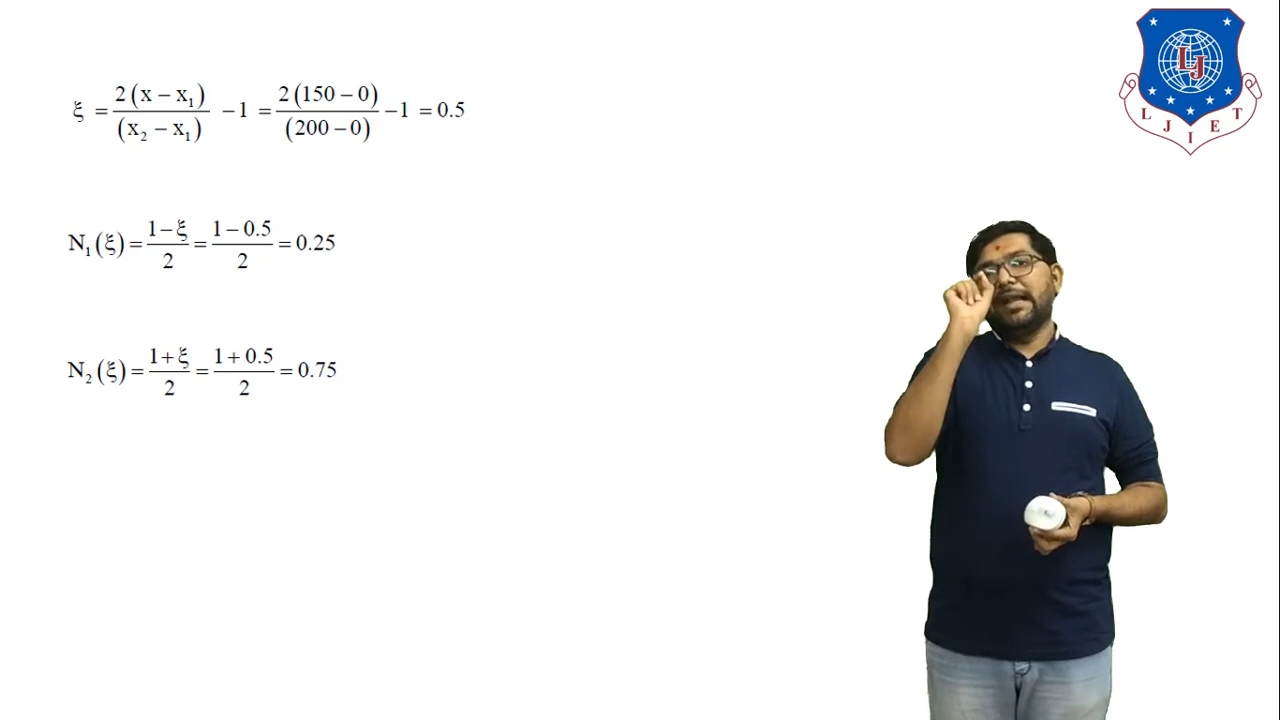 ξ = 2(x − x₁)/(x₂ − x₁) − 1 = 2(150 − 0)/(200 − 0) − 1 = 0.5
N₁(ξ) = (1 − ξ)/2 = (1 − 0.5)/2 = 0.25
N₂(ξ) = (1 + ξ)/2 = (1 + 0.5)/2 = 0.75
LJ
L J I E T